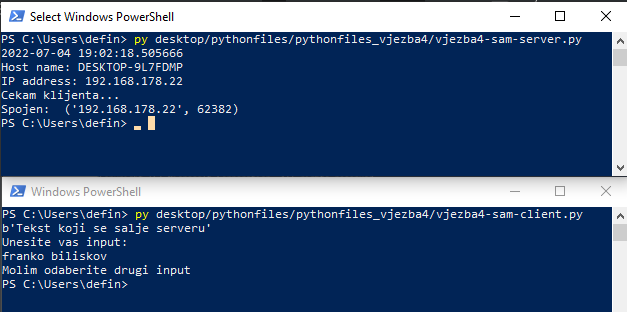 Select Windows PowerShell
PS C:\Users\defin> py desktop/pythonfiles/pythonfiles_vjezba4/vjezba4-sam-server.py
2022-07-04 19:02:18.505666
Host name: DESKTOP-9L7FDMP
IP address: 192.168.178.22
Cekam klijenta...
Spojen:  ('192.168.178.22', 62382)
PS C:\Users\defin>
Windows PowerShell
PS C:\Users\defin> py desktop/pythonfiles/pythonfiles_vjezba4/vjezba4-sam-client.py
b'Tekst koji se salje serveru'
Unesite vas input:
franko biliskov
Molim odaberite drugi input
PS C:\Users\defin>